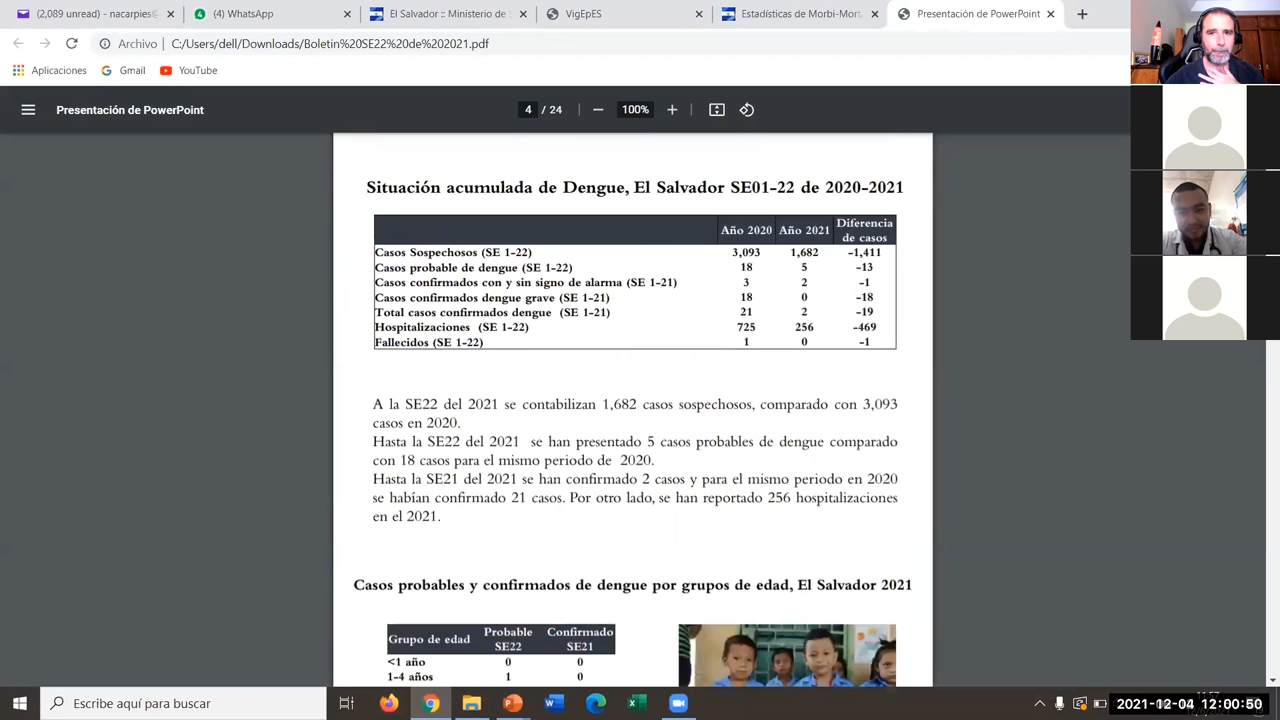 (2,089 unread) - nacarpies@
(4) WhatsApp
El Salvador :: Ministerio de
VigEpES
Estadísticas de Morbi-Mort
Presentación de PowerPoint
Archivo
C:/Users/dell/Downloads/Boletin%20SE22%20de%202021.pdf
Aplicaciones
Gmail
YouTube
Presentación de PowerPoint
4 / 24
100%
Situación acumulada de Dengue, El Salvador SE01-22 de 2020-2021
Año 2020 Año 2021 Diferencia de casos
Casos Sospechosos (SE 1-22) 3,093 1,682 -1,411
Casos probable de dengue (SE 1-22) 18 5 -13
Casos confirmados con y sin signo de alarma (SE 1-21) 3 2 -1
Casos confirmados dengue grave (SE 1-21) 18 0 -18
Total casos confirmados dengue (SE 1-21) 21 2 -19
Hospitalizaciones (SE 1-22) 725 256 -469
Fallecidos (SE 1-22) 1 0 -1
A la SE22 del 2021 se contabilizan 1,682 casos sospechosos, comparado con 3,093
casos en 2020.
Hasta la SE22 del 2021 se han presentado 5 casos probables de dengue comparado
con 18 casos para el mismo periodo de 2020.
Hasta la SE21 del 2021 se han confirmado 2 casos y para el mismo periodo en 2020
se habían confirmado 21 casos. Por otro lado, se han reportado 256 hospitalizaciones
en el 2021.
Casos probables y confirmados de dengue por grupos de edad, El Salvador 2021
Grupo de edad Probable SE22 Confirmado SE21
<1 año 0 0
1-4 años 1 0
Escribe aquí para buscar
2021-12-04 12:00:50